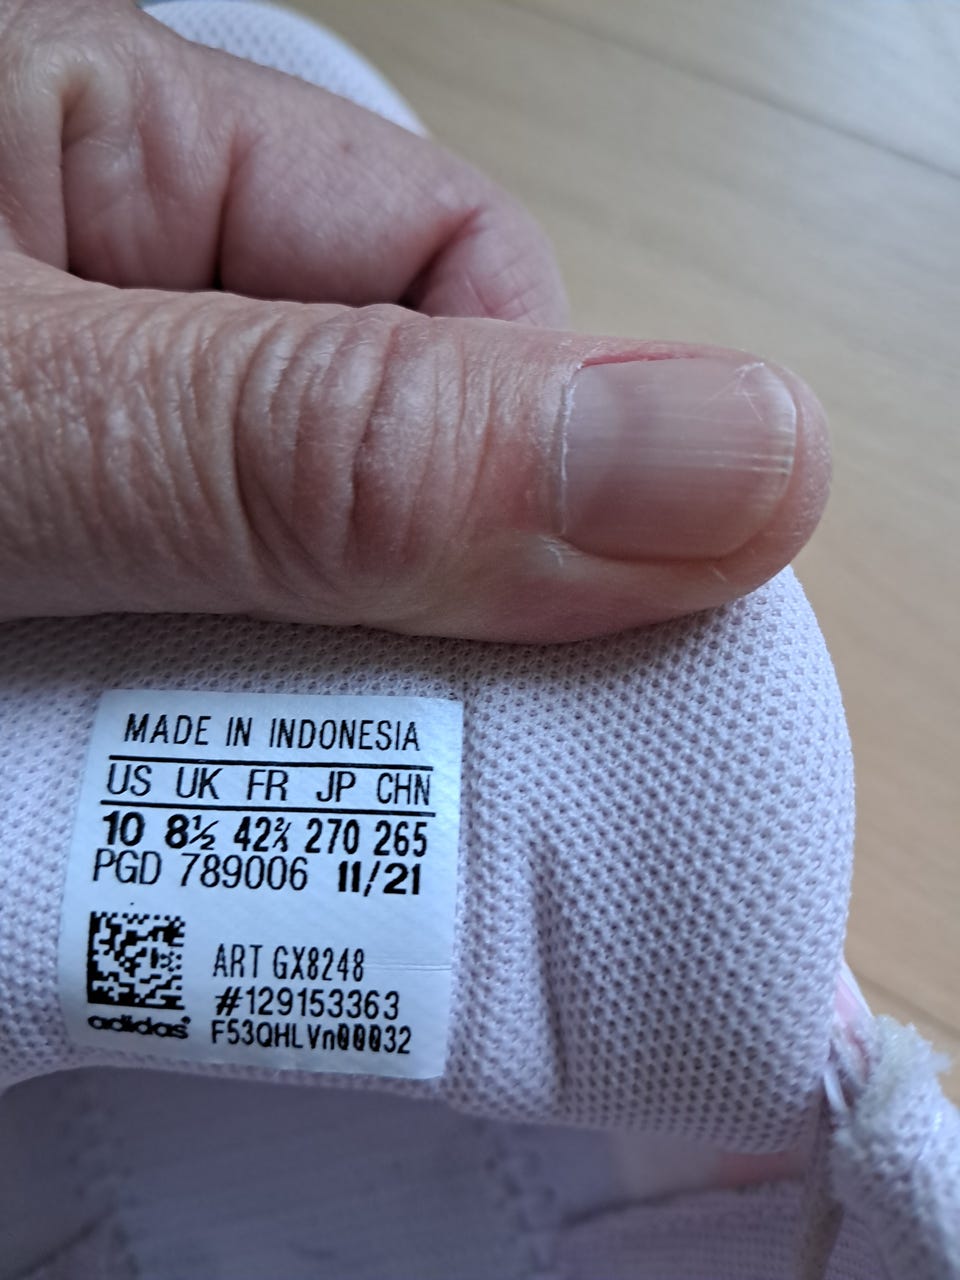 MADE IN INDONESIA
US UK FR JP CHN
10 8½ 42⅔ 270 265
PGD 789006 11/21
ART GX8248
#129153363
adidas F53QHLVn00032